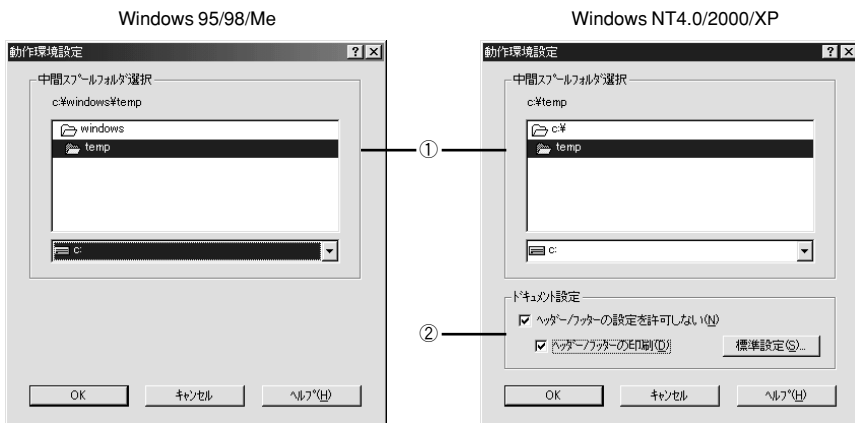 Windows 95/98/Me
動作環境設定
中間スプールフォルダ選択
c:¥windows¥temp
windows
temp
c:
OK
キャンセル
ヘルプ(H)
①
②
Windows NT4.0/2000/XP
動作環境設定
中間スプールフォルダ選択
c:¥temp
c:¥
temp
c:
ドキュメント設定
ヘッダー/フッターの設定を許可しない(N)
ヘッダー/フッターの印刷(D)
標準設定(S)...
OK
キャンセル
ヘルプ(H)